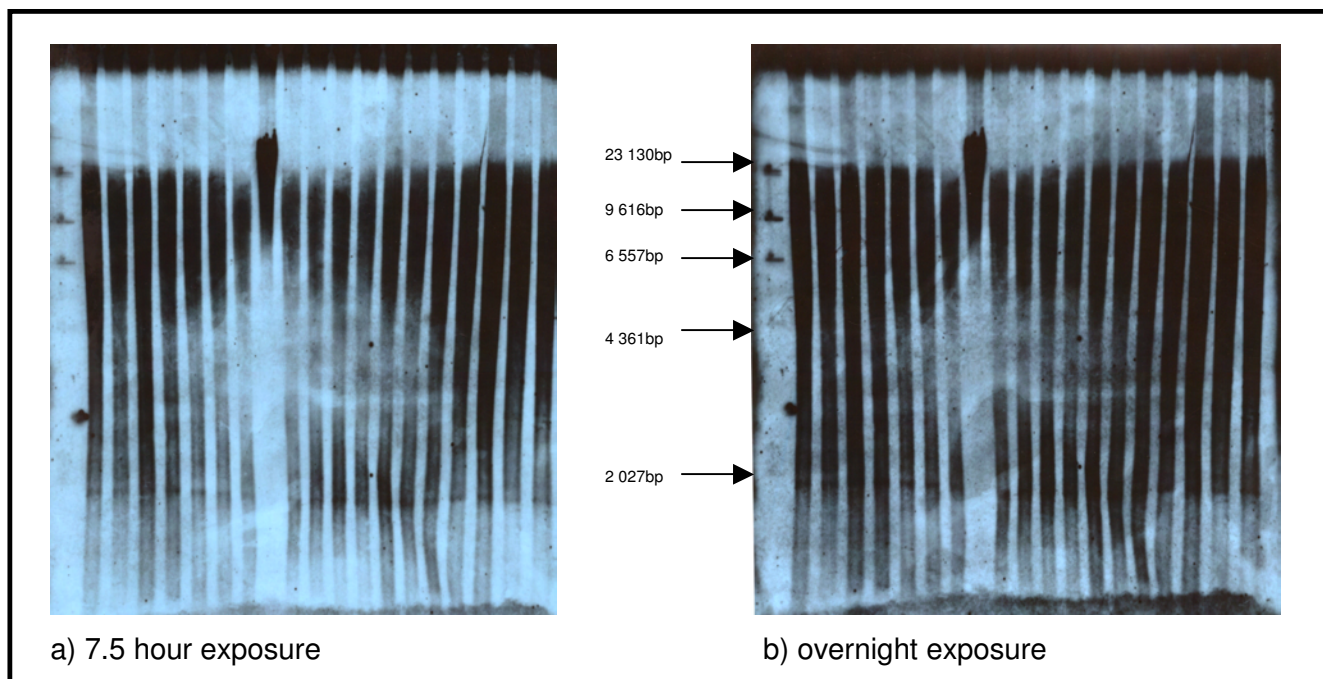 23 130bp
9 616bp
6 557bp
4 361bp
2 027bp
a) 7.5 hour exposure
b) overnight exposure